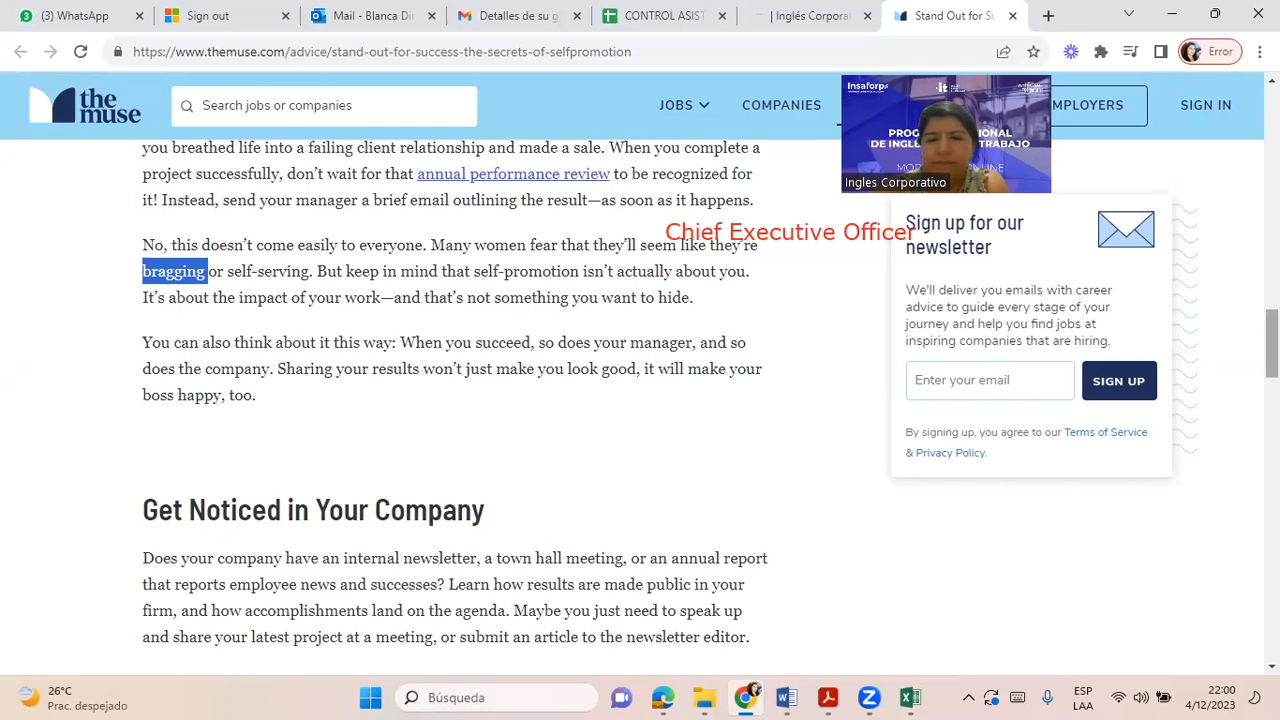 (3) WhatsApp
Sign out
Mail - Blanca Di
Detalles de su g
CONTROL ASIST
Inglés Corpora
Stand Out for Su
https://www.themuse.com/advice/stand-out-for-success-the-secrets-of-selfpromotion
Error
the muse
Search jobs or companies
JOBS
COMPANIES
MPLOYERS
SIGN IN
Insaforp
it
PROG IONAL
DE INGLE TRABAJO
Ingles Corporativo
you breathed life into a failing client relationship and made a sale. When you complete a
project successfully, don’t wait for that annual performance review to be recognized for
it! Instead, send your manager a brief email outlining the result—as soon as it happens.
Chief Executive Officer
No, this doesn’t come easily to everyone. Many women fear that they’ll seem like they’re
bragging or self-serving. But keep in mind that self-promotion isn’t actually about you.
It’s about the impact of your work—and that’s not something you want to hide.
You can also think about it this way: When you succeed, so does your manager, and so
does the company. Sharing your results won’t just make you look good, it will make your
boss happy, too.
Get Noticed in Your Company
Does your company have an internal newsletter, a town hall meeting, or an annual report
that reports employee news and successes? Learn how results are made public in your
firm, and how accomplishments land on the agenda. Maybe you just need to speak up
and share your latest project at a meeting, or submit an article to the newsletter editor.
Sign up for our
newsletter
We'll deliver you emails with career
advice to guide every stage of your
journey and help you find jobs at
inspiring companies that are hiring.
Enter your email
SIGN UP
By signing up, you agree to our Terms of Service
& Privacy Policy.
26°C
Prac. despejado
Búsqueda
ESP
LAA
22:00
4/12/2023